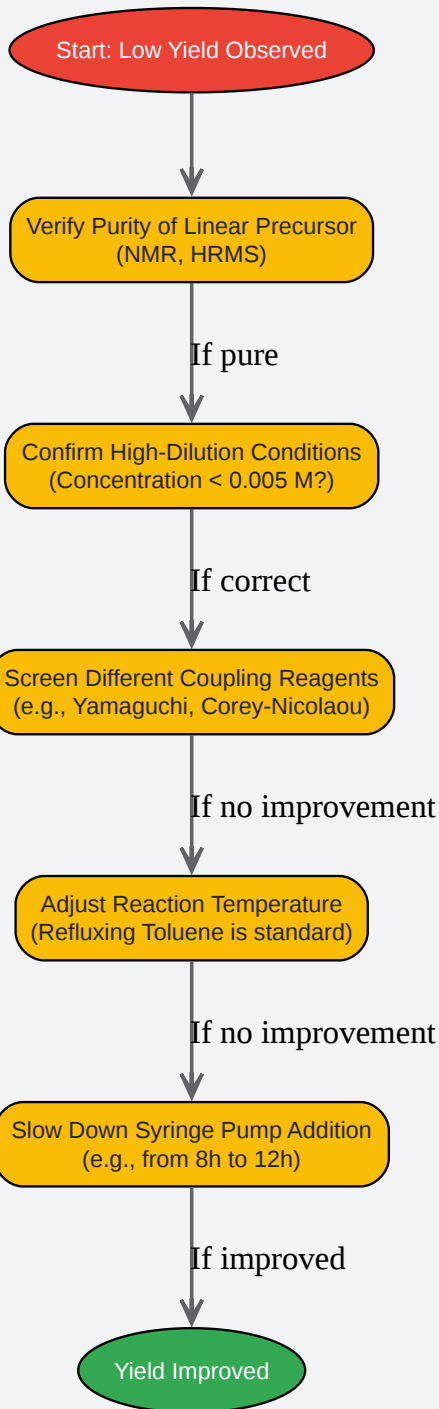 Start: Low Yield Observed
Verify Purity of Linear Precursor
(NMR, HRMS)
If pure
Confirm High-Dilution Conditions
(Concentration < 0.005 M?)
If correct
Screen Different Coupling Reagents
(e.g., Yamaguchi, Corey-Nicolaou)
If no improvement
Adjust Reaction Temperature
(Refluxing Toluene is standard)
If no improvement
Slow Down Syringe Pump Addition
(e.g., from 8h to 12h)
If improved
Yield Improved